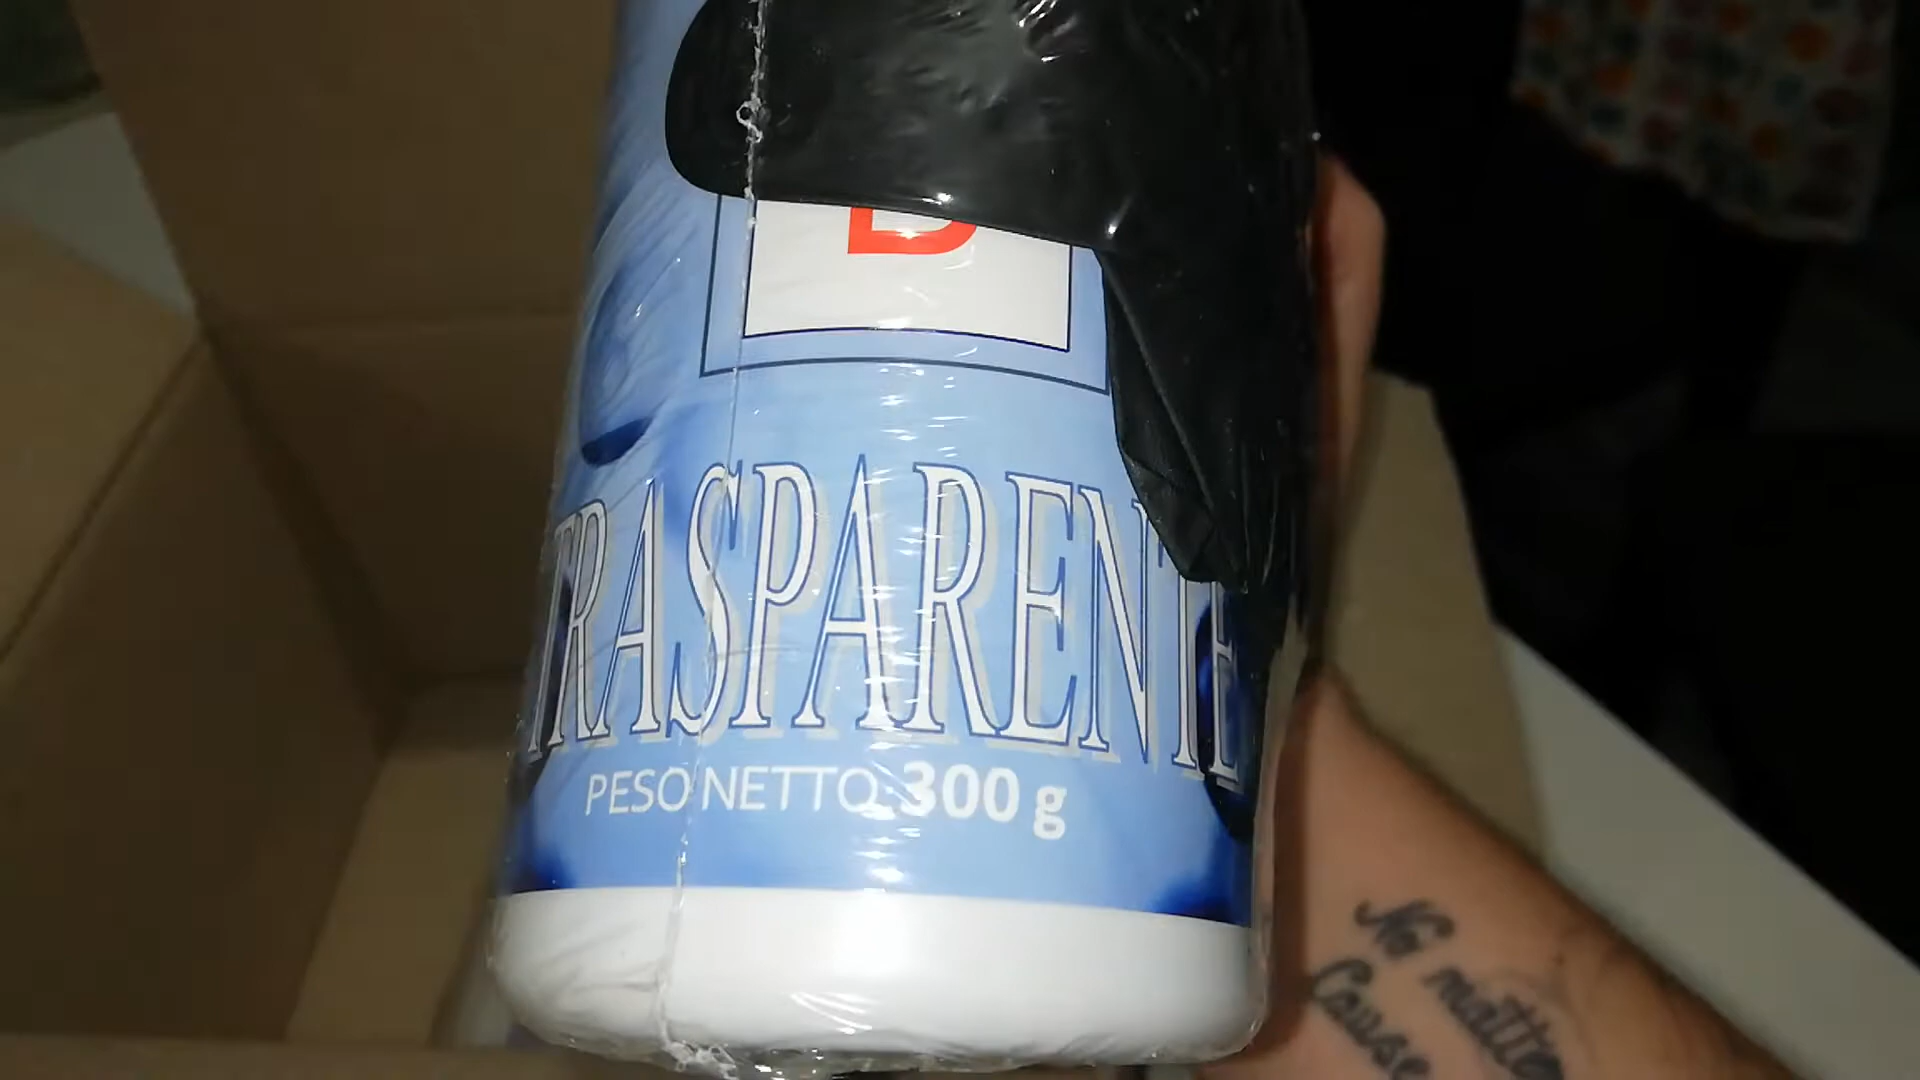 B
TRASPARENTE
PESO NETTO 300 g
No matter
Cause